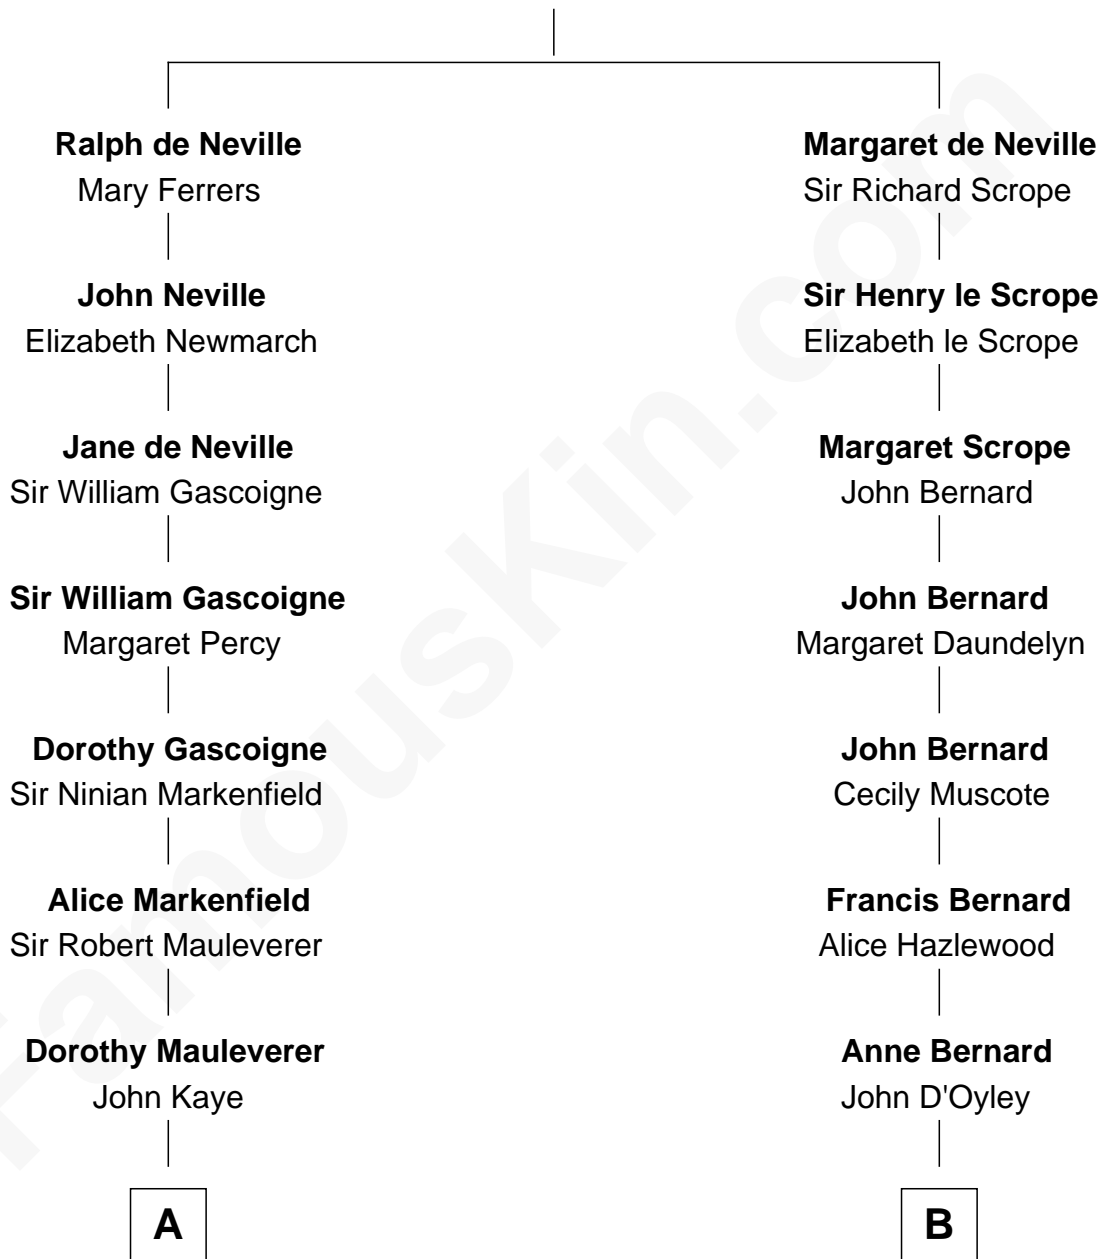 Ralph de Neville
Mary Ferrers
John Neville
Elizabeth Newmarch
Jane de Neville
Sir William Gascoigne
Sir William Gascoigne
Margaret Percy
Dorothy Gascoigne
Sir Ninian Markenfield
Alice Markenfield
Sir Robert Mauleverer
Dorothy Mauleverer
John Kaye
A
Margaret de Neville
Sir Richard Scrope
Sir Henry le Scrope
Elizabeth le Scrope
Margaret Scrope
John Bernard
John Bernard
Margaret Daundelyn
John Bernard
Cecily Muscote
Francis Bernard
Alice Hazlewood
Anne Bernard
John D'Oyley
B
FamousKin.com